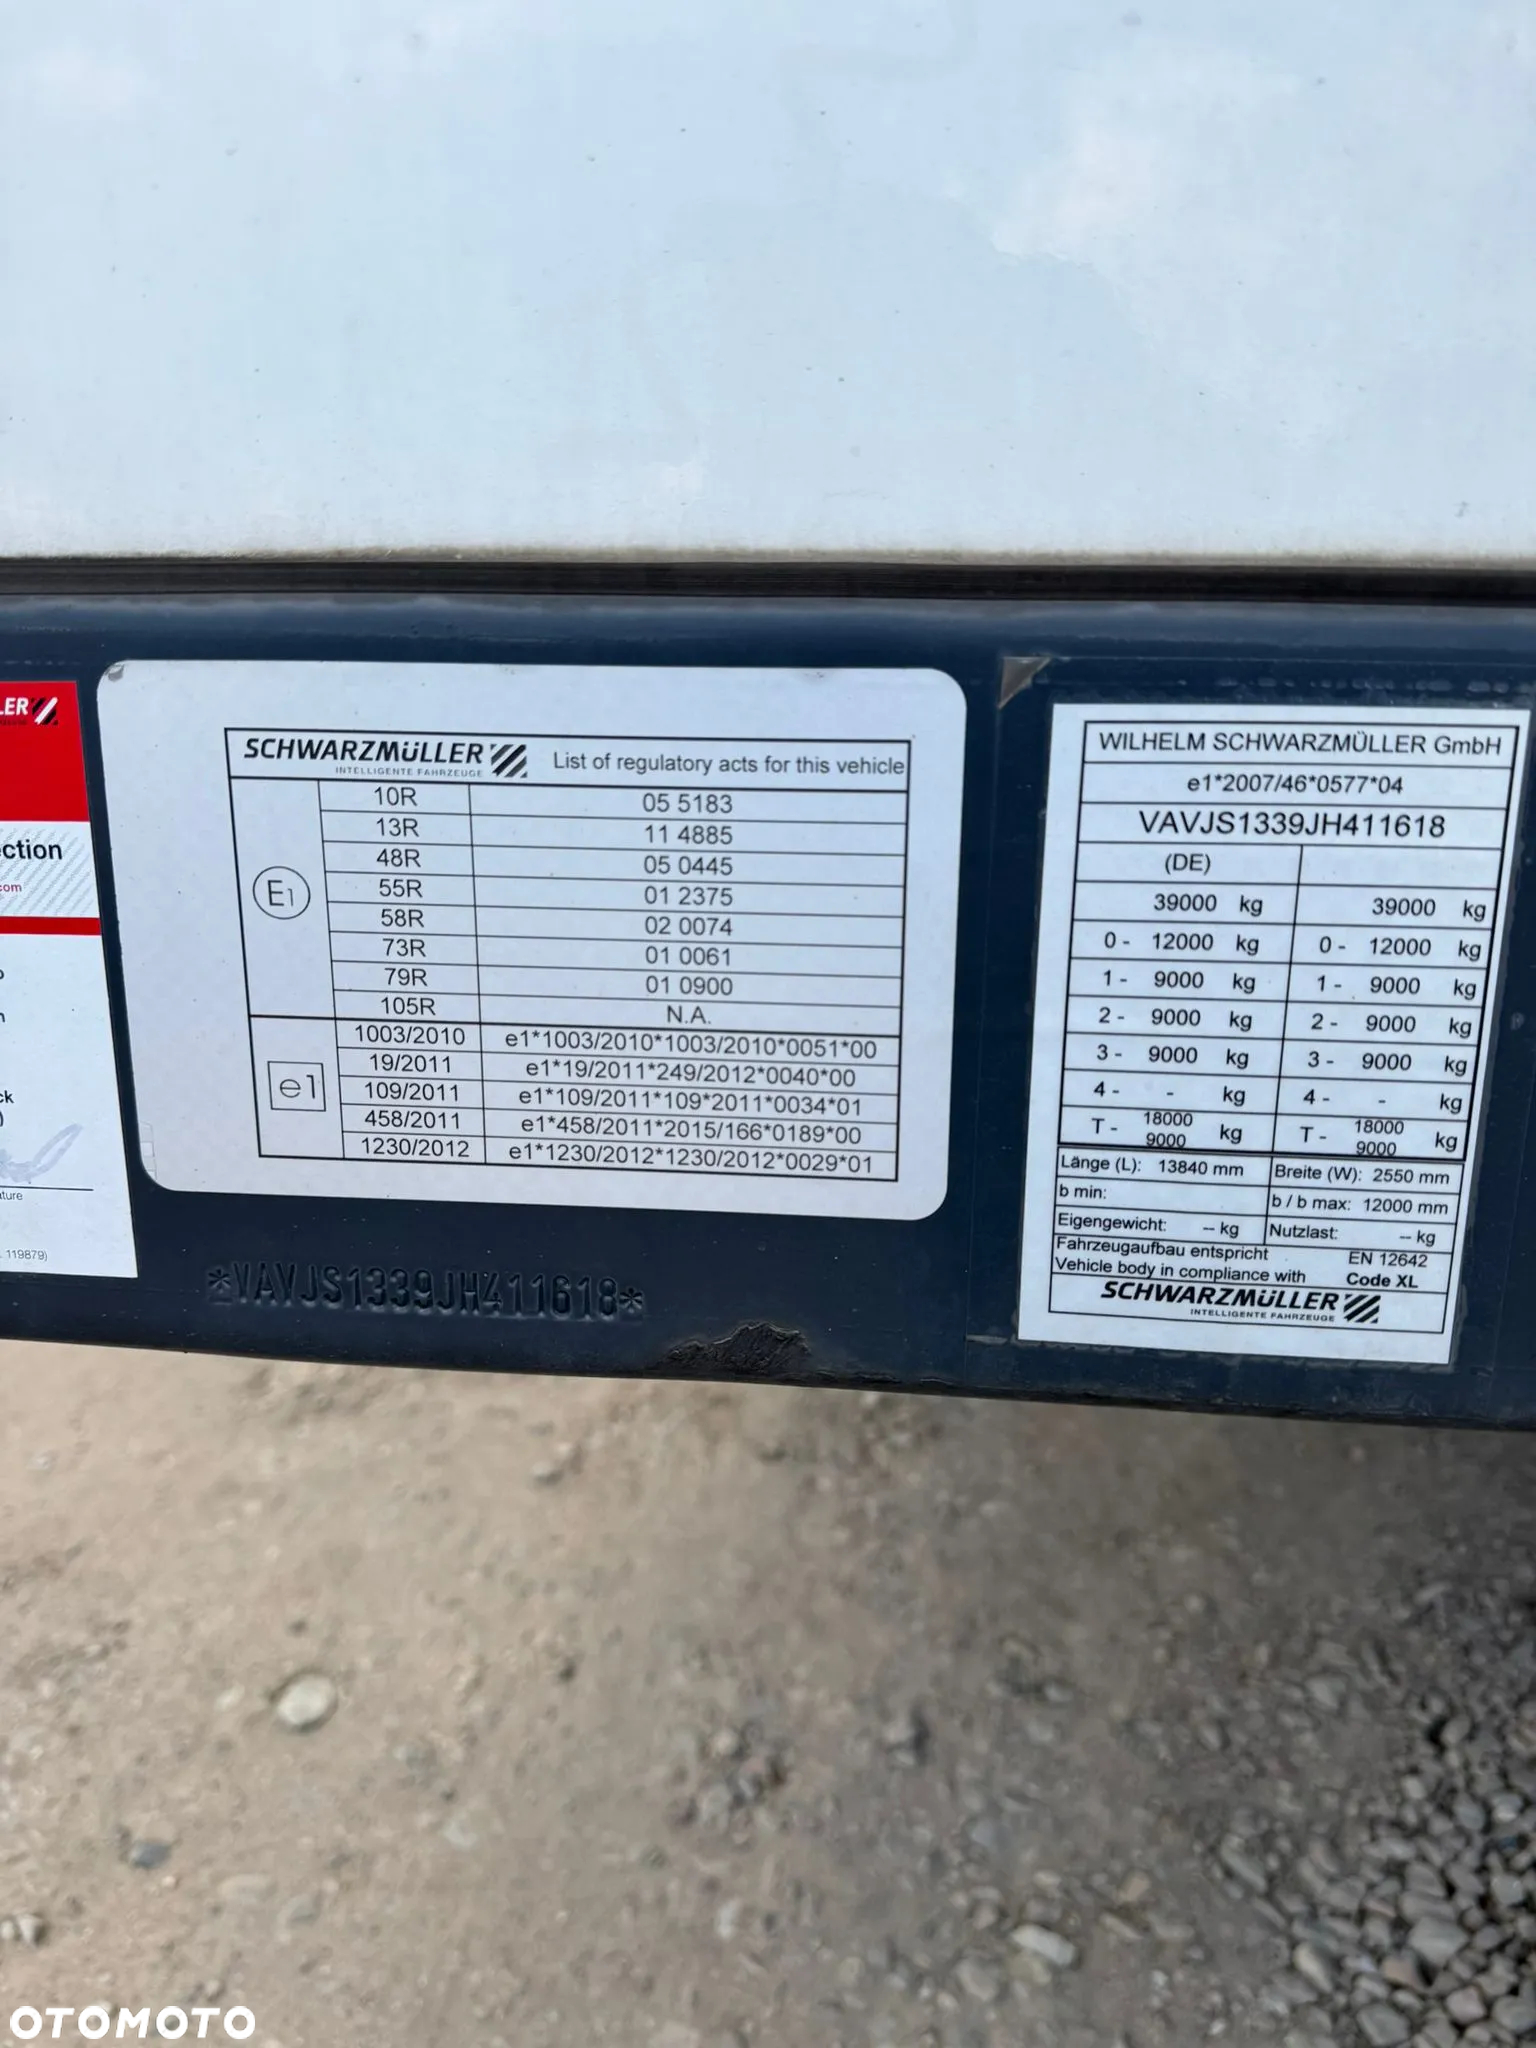 LER
ction
com
ck
)
ature
119879)
SCHWARZMÜLLER List of regulatory acts for this vehicle
INTELLIGENTE FAHRZEUGE
E1
10R 05 5183
13R 11 4885
48R 05 0445
55R 01 2375
58R 02 0074
73R 01 0061
79R 01 0900
105R N.A.
e1
1003/2010 e1*1003/2010*1003/2010*0051*00
19/2011 e1*19/2011*249/2012*0040*00
109/2011 e1*109/2011*109*2011*0034*01
458/2011 e1*458/2011*2015/166*0189*00
1230/2012 e1*1230/2012*1230/2012*0029*01
*VAVJS1339JH411618*
WILHELM SCHWARZMÜLLER GmbH
e1*2007/46*0577*04
VAVJS1339JH411618
(DE)
39000 kg 39000 kg
0 - 12000 kg 0 - 12000 kg
1 - 9000 kg 1 - 9000 kg
2 - 9000 kg 2 - 9000 kg
3 - 9000 kg 3 - 9000 kg
4 - - kg 4 - - kg
T - 18000 9000 kg T - 18000 9000 kg
Länge (L): 13840 mm Breite (W): 2550 mm
b min: b / b max: 12000 mm
Eigengewicht: -- kg Nutzlast: -- kg
Fahrzeugaufbau entspricht EN 12642
Vehicle body in compliance with Code XL
SCHWARZMÜLLER
INTELLIGENTE FAHRZEUGE
OTOMOTO